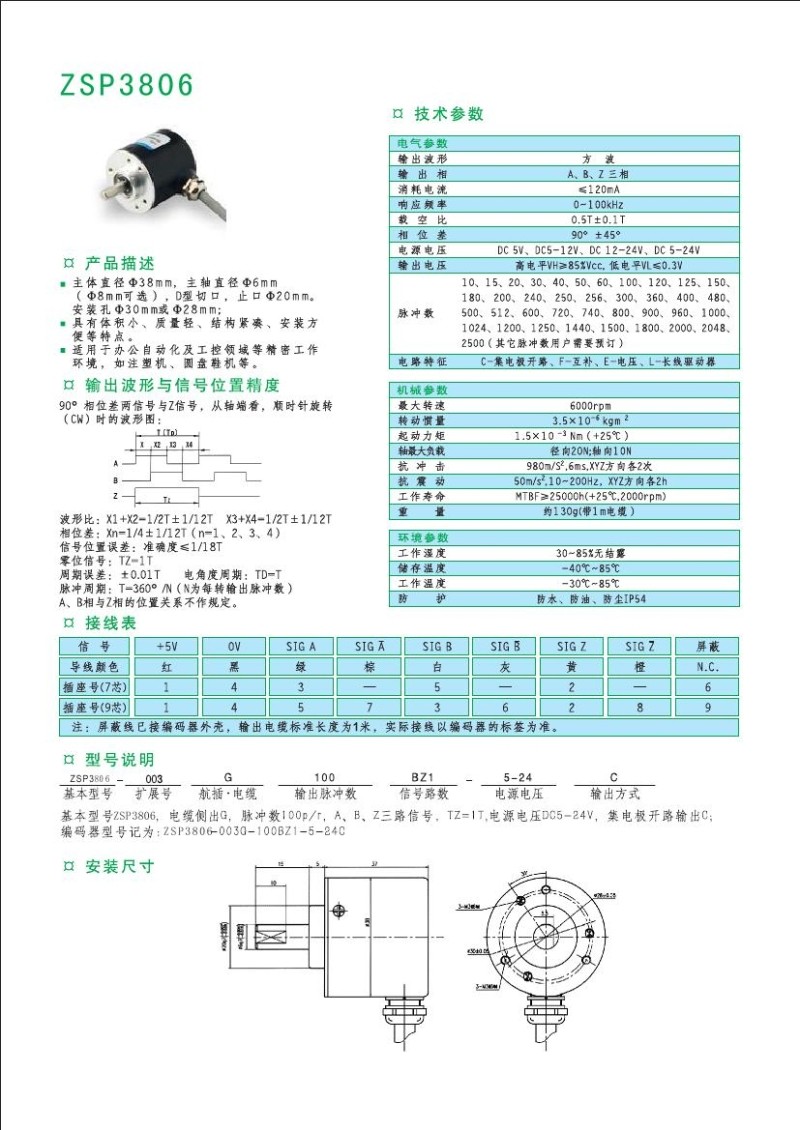 ZSP3806
¤ 产品描述
■ 主体直径Φ38mm，主轴直径Φ6mm
（Φ8mm可选），D型切口，止口Φ20mm。
安装孔Φ30mm或Φ28mm；
■ 具有体积小、质量轻、结构紧凑、安装方
便等特点。
■ 适用于办公自动化及工控领域等精密工作
环境，如注塑机、圆盘鞋机等。
¤ 输出波形与信号位置精度
90° 相位差两信号与Z信号，从轴端看，顺时针旋转
（CW）时的波形图：
T(Tp)
X X2 X3 X4
A
B
Z
Tz
波形比：X1+X2=1/2T±1/12T X3+X4=1/2T±1/12T
相位差：Xn=1/4±1/12T（n=1、2、3、4）
信号位置误差：准确度≤1/18T
零位信号：TZ=1T
周期误差：±0.01T 电角度周期：TD=T
脉冲周期：T=360°/N（N为每转输出脉冲数）
A、B相与Z相的位置关系不作规定。
¤ 技术参数
电气参数
输出波形 方 波
输 出 相 A、B、Z 三相
消耗电流 ≤120mA
响应频率 0-100kHz
载 空 比 0.5T±0.1T
相 位 差 90° ±45°
电源电压 DC 5V、DC5-12V、DC 12-24V、DC 5-24V
输出电压 高电平VH≥85%Vcc,低电平VL≤0.3V
脉冲数 10、15、20、30、40、50、60、100、120、125、150、
180、200、240、250、256、300、360、400、480、
500、512、600、720、740、800、900、960、1000、
1024、1200、1250、1440、1500、1800、2000、2048、
2500（其它脉冲数用户需要预订）
电路特征 C-集电极开路、F-互补、E-电压、L-长线驱动器
机械参数
最大转速 6000rpm
转动惯量 3.5×10⁻⁶ kgm ²
起动力矩 1.5×10 ⁻³ Nm（+25℃）
轴最大负载 径向20N;轴向10N
抗 冲 击 980m/S²,6ms,XYZ方向各2次
抗 震 动 50m/s²,10~200Hz，XYZ方向各2h
工作寿命 MTBF≥25000h(+25℃,2000rpm)
重 量 约130g(带1m电缆)
环境参数
工作湿度 30~85%无结露
储存温度 -40℃~85℃
工作温度 -30℃~85℃
防 护 防水、防油、防尘IP54
¤ 接线表
信 号 +5V 0V SIG A SIG A̅ SIG B SIG B̅ SIG Z SIG Z̅ 屏蔽
导线颜色 红 黑 绿 棕 白 灰 黄 橙 N.C.
插座号(7芯) 1 4 3 — 5 — 2 — 6
插座号(9芯) 1 4 5 7 3 6 2 8 9
注：屏蔽线已接编码器外壳，输出电缆标准长度为1米，实际接线以编码器的标签为准。
¤ 型号说明
ZSP3806 - 003 G 100 BZ1 - 5-24 C
基本型号 扩展号 航插·电缆 输出脉冲数 信号路数 电源电压 输出方式
基本型号ZSP3806，电缆侧出G，脉冲数100p/r，A、B、Z三路信号，TZ=1T,电源电压DC5-24V，集电极开路输出C;
编码器型号记为:ZSP3806-003G-100BZ1-5-24C
¤ 安装尺寸
15 5 37
10